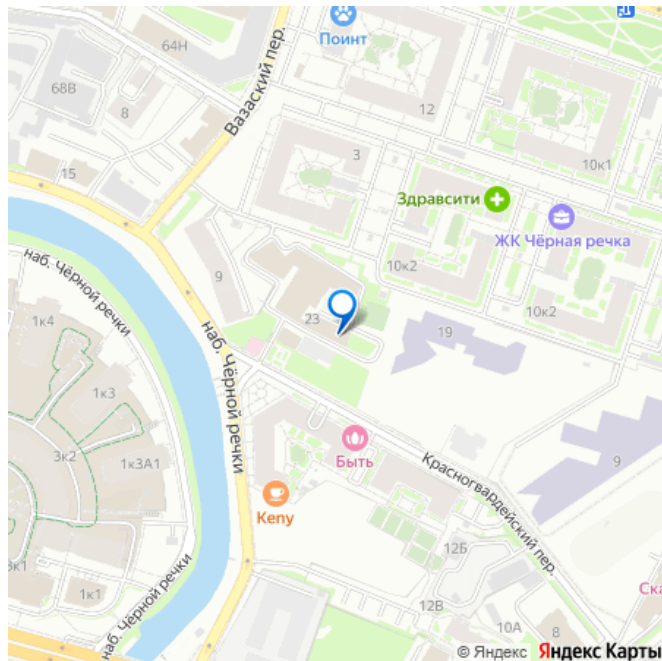 64Н
Поинт
68В
8
Вазаский пер.
12
3
10к1
15
Здравсити
ЖК Чёрная речка
наб. Чёрной речки
9
10к2
10к2
1к4
23
19
наб. Чёрной речки
1к3
3к2
1к3А1
Быть
Красногвардейский пер.
9
Keny
12Б
3к1
1к1
наб. Чёрной речки
12В
10А
8
Ска
© Яндекс Яндекс Карты